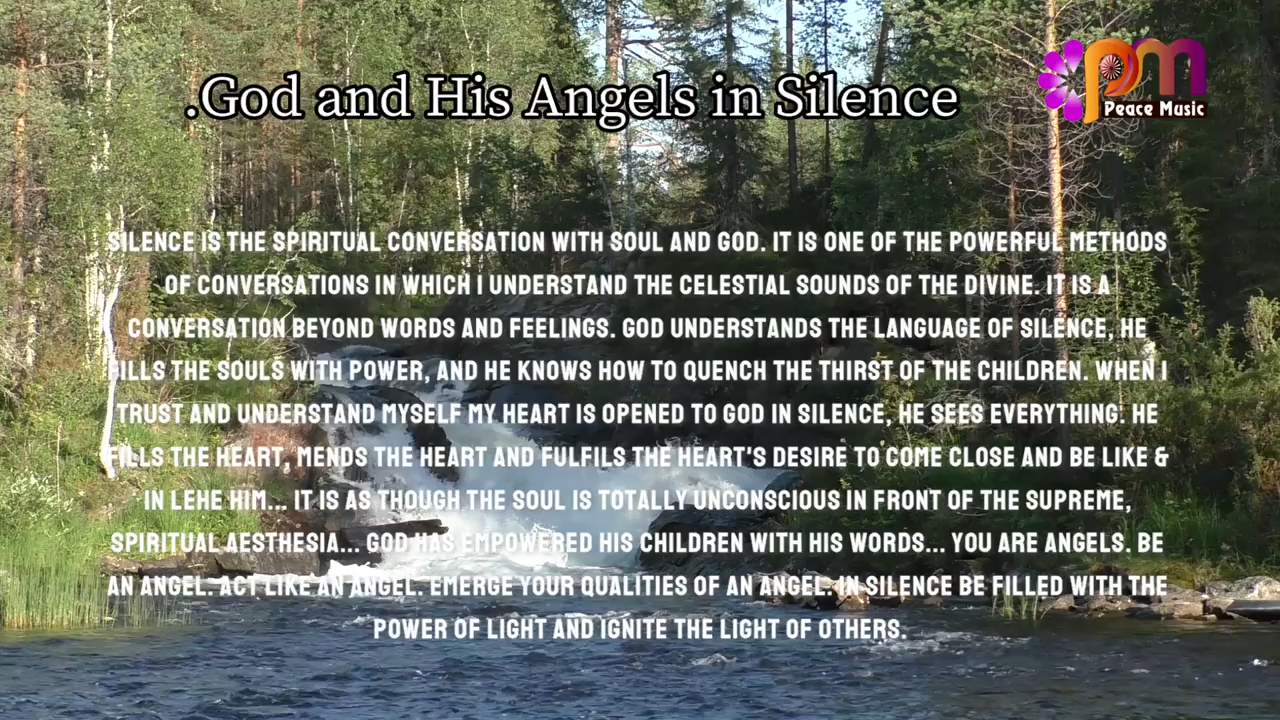 .God and His Angels in Silence
pm
Peace Music
SILENCE IS THE SPIRITUAL CONVERSATION WITH SOUL AND GOD. IT IS ONE OF THE POWERFUL METHODS
OF CONVERSATIONS IN WHICH I UNDERSTAND THE CELESTIAL SOUNDS OF THE DIVINE. IT IS A
CONVERSATION BEYOND WORDS AND FEELINGS. GOD UNDERSTANDS THE LANGUAGE OF SILENCE, HE
FILLS THE SOULS WITH POWER, AND HE KNOWS HOW TO QUENCH THE THIRST OF THE CHILDREN. WHEN I
TRUST AND UNDERSTAND MYSELF MY HEART IS OPENED TO GOD IN SILENCE, HE SEES EVERYTHING. HE
FILLS THE HEART, MENDS THE HEART AND FULFILS THE HEART'S DESIRE TO COME CLOSE AND BE LIKE &
IN LEHE HIM... IT IS AS THOUGH THE SOUL IS TOTALLY UNCONSCIOUS IN FRONT OF THE SUPREME,
SPIRITUAL AESTHESIA... GOD HAS EMPOWERED HIS CHILDREN WITH HIS WORDS... YOU ARE ANGELS. BE
AN ANGEL. ACT LIKE AN ANGEL. EMERGE YOUR QUALITIES OF AN ANGEL. IN SILENCE BE FILLED WITH THE
POWER OF LIGHT AND IGNITE THE LIGHT OF OTHERS.